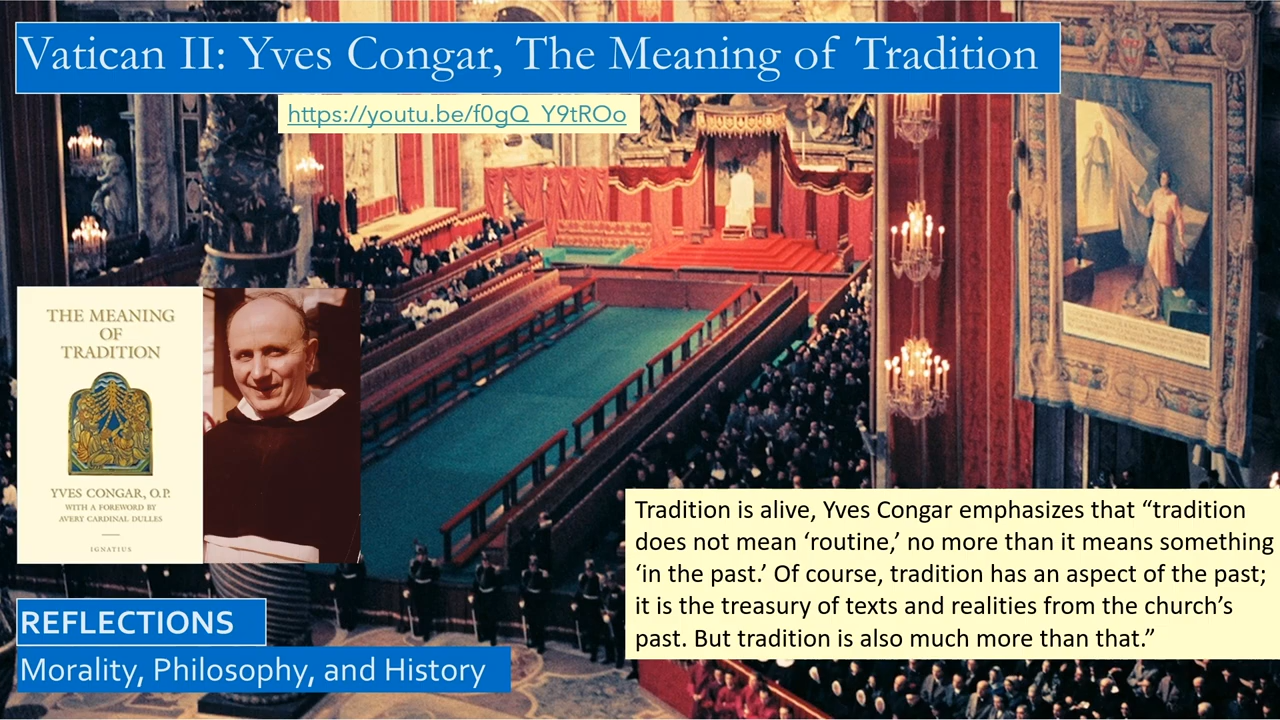 Vatican II: Yves Congar, The Meaning of Tradition
https://youtu.be/f0gQ_Y9tROo
THE MEANING
OF
TRADITION
YVES CONGAR, O.P.
WITH A FOREWORD BY
AVERY CARDINAL DULLES
IGNATIUS
Tradition is alive, Yves Congar emphasizes that “tradition
does not mean ‘routine,’ no more than it means something
‘in the past.’ Of course, tradition has an aspect of the past;
it is the treasury of texts and realities from the church’s
past. But tradition is also much more than that.”
REFLECTIONS
Morality, Philosophy, and History